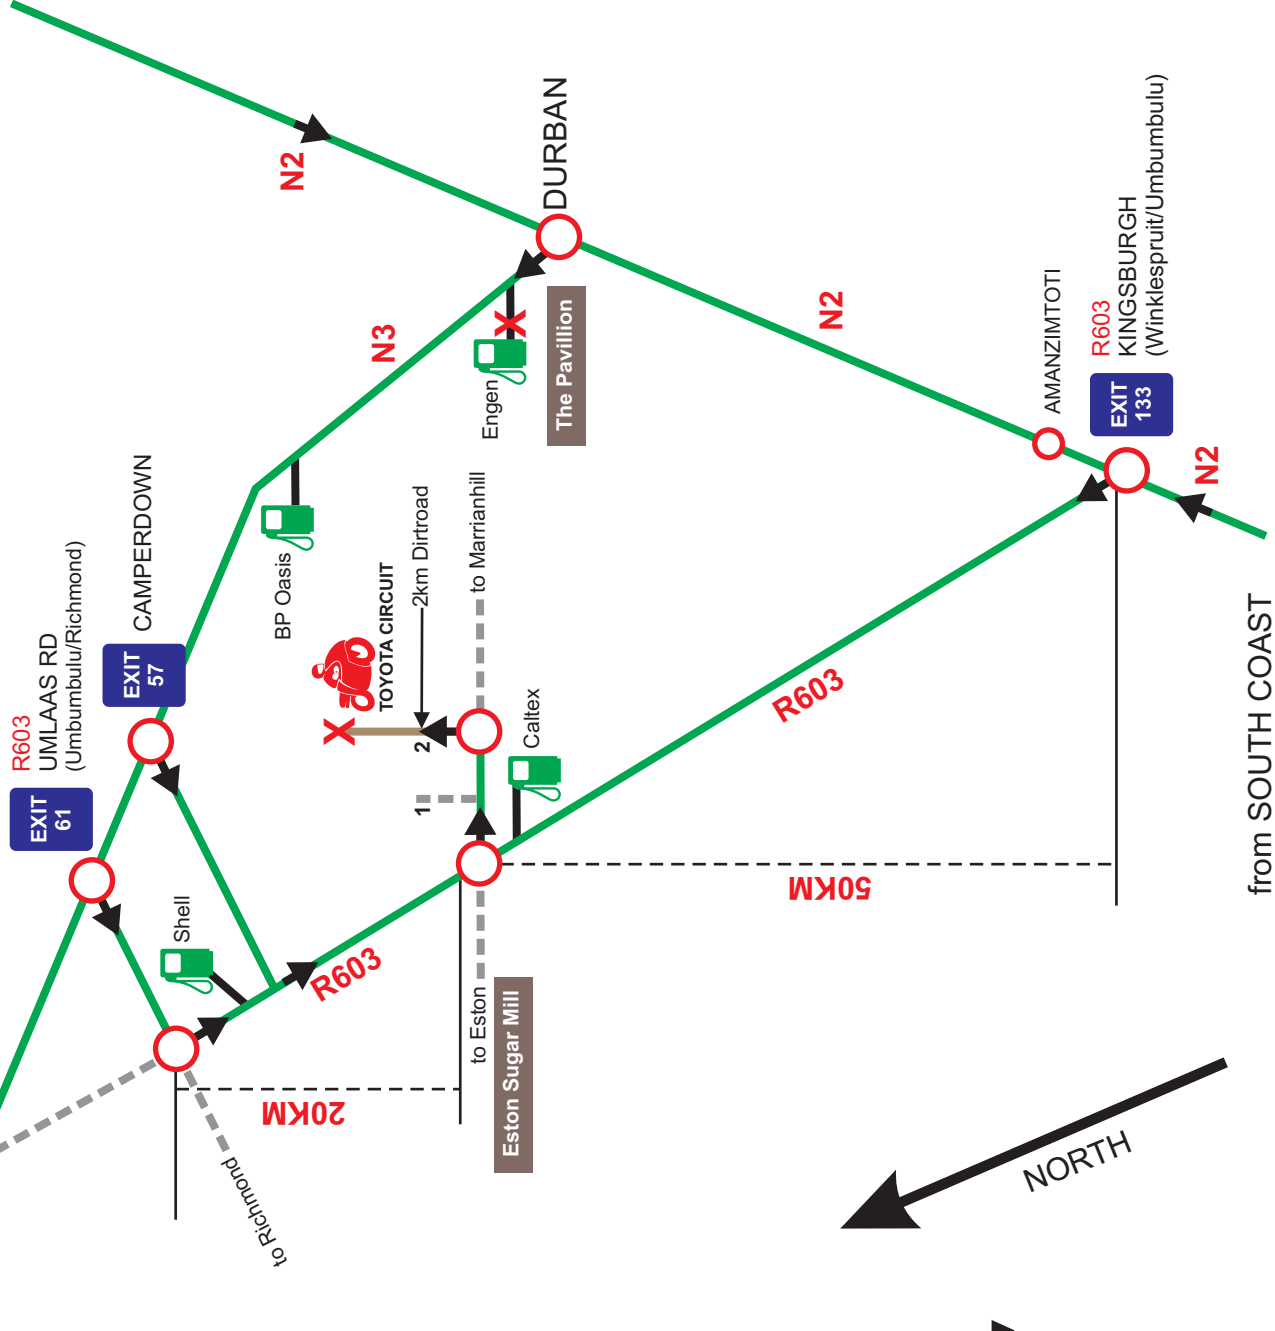 N2
DURBAN
N3
Engen
The Pavillion
N2
AMANZIMTOTI
R603
KINGSBURGH
(Winklespruit/Umbumbulu)
EXIT
133
N2
from SOUTH COAST
R603
UMLAAS RD
(Umbumbulu/Richmond)
EXIT
61
CAMPERDOWN
EXIT
57
BP Oasis
TOYOTA CIRCUIT
2km Dirtroad
to Marrianhill
X
X
2
1
Caltex
R603
Shell
R603
50KM
20KM
to Eston
Eston Sugar Mill
to Richmond
NORTH